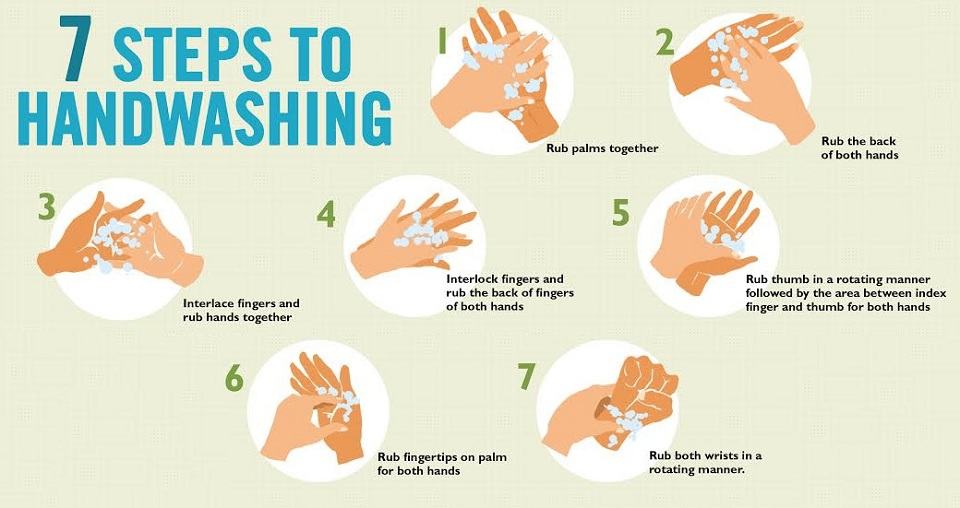 7 STEPS TO
HANDWASHING
1
Rub palms together
2
Rub the back
of both hands
3
Interlace fingers and
rub hands together
4
Interlock fingers and
rub the back of fingers
of both hands
5
Rub thumb in a rotating manner
followed by the area between index
finger and thumb for both hands
6
Rub fingertips on palm
for both hands
7
Rub both wrists in a
rotating manner.